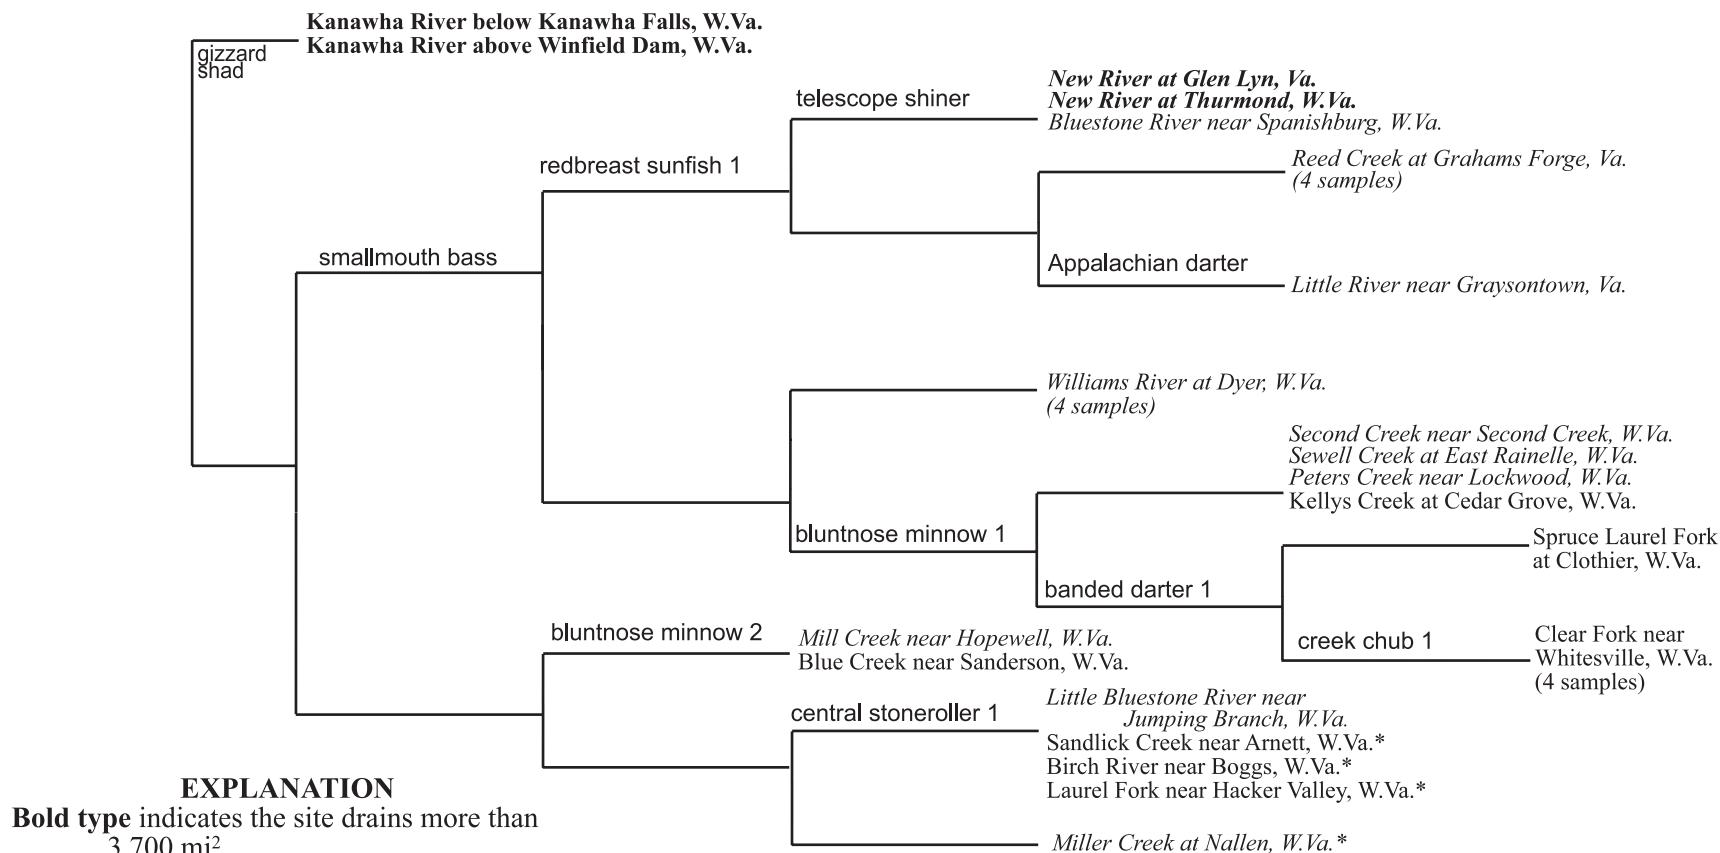 Kanawha River below Kanawha Falls, W.Va.
Kanawha River above Winfield Dam, W.Va.
gizzard
shad
New River at Glen Lyn, Va.
New River at Thurmond, W.Va.
Bluestone River near Spanishburg, W.Va.
telescope shiner
redbreast sunfish 1
Reed Creek at Grahams Forge, Va.
(4 samples)
smallmouth bass
Appalachian darter
Little River near Graysontown, Va.
Williams River at Dyer, W.Va.
(4 samples)
Second Creek near Second Creek, W.Va.
Sewell Creek at East Rainelle, W.Va.
Peters Creek near Lockwood, W.Va.
Kellys Creek at Cedar Grove, W.Va.
bluntnose minnow 1
Spruce Laurel Fork
at Clothier, W.Va.
banded darter 1
creek chub 1
Clear Fork near
Whitesville, W.Va.
(4 samples)
bluntnose minnow 2
Mill Creek near Hopewell, W.Va.
Blue Creek near Sanderson, W.Va.
central stoneroller 1
Little Bluestone River near
Jumping Branch, W.Va.
Sandlick Creek near Arnett, W.Va.*
Birch River near Boggs, W.Va.*
Laurel Fork near Hacker Valley, W.Va.*
Miller Creek at Nallen, W.Va.*
EXPLANATION
Bold type indicates the site drains more than
3,700 mi²